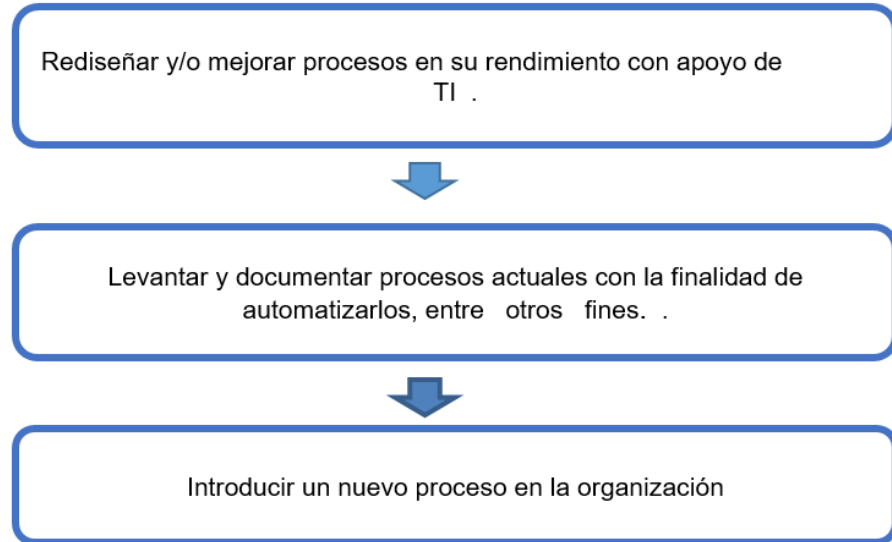 Rediseñar y/o mejorar procesos en su rendimiento con apoyo de
TI .
Levantar y documentar procesos actuales con la finalidad de
automatizarlos, entre otros fines. .
Introducir un nuevo proceso en la organización